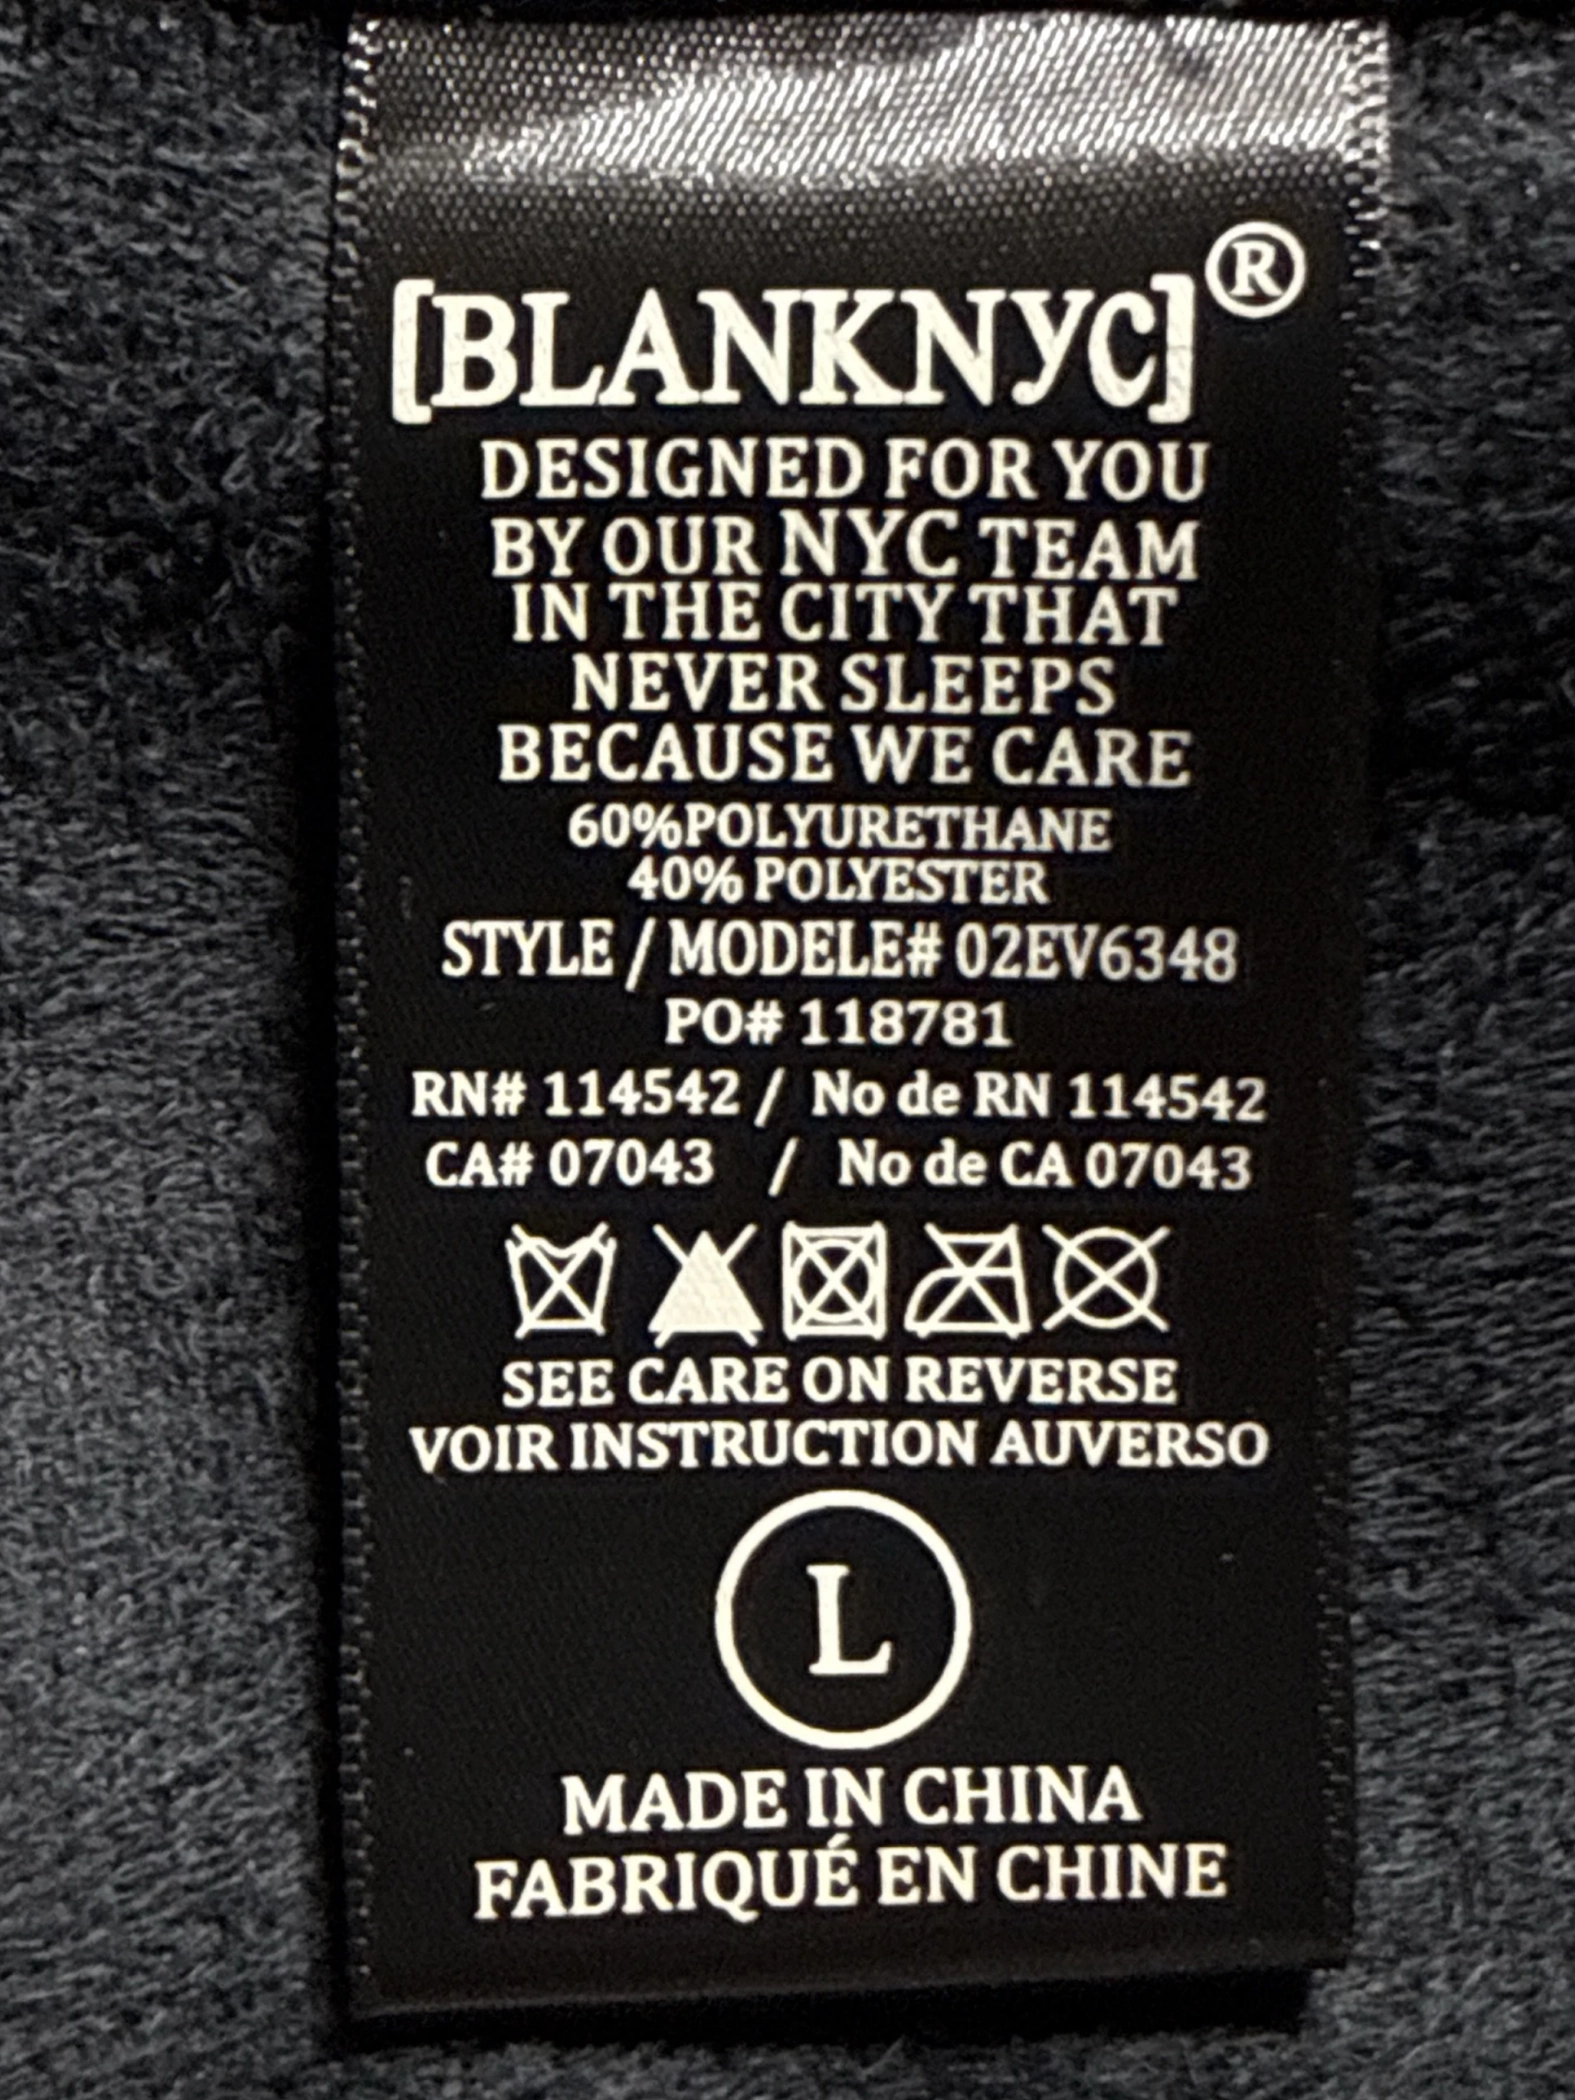 [BLANKNYC]®
DESIGNED FOR YOU
BY OUR NYC TEAM
IN THE CITY THAT
NEVER SLEEPS
BECAUSE WE CARE
60%POLYURETHANE
40% POLYESTER
STYLE / MODELE# 02EV6348
PO# 118781
RN# 114542 / No de RN 114542
CA# 07043 / No de CA 07043
SEE CARE ON REVERSE
VOIR INSTRUCTION AUVERSO
L
MADE IN CHINA
FABRIQUÉ EN CHINE